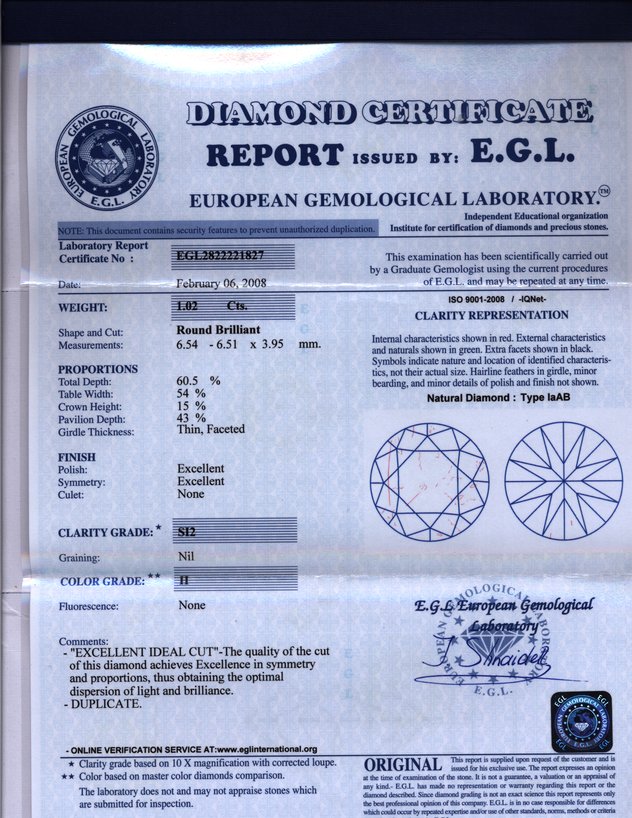 DIAMOND CERTIFICATE
REPORT ISSUED BY: E.G.L.
EUROPEAN GEMOLOGICAL LABORATORY.™
EUROPEAN GEMOLOGICAL LABORATORY
E.G.L.
Independent Educational organization
Institute for certification of diamonds and precious stones.
NOTE: This document contains security features to prevent unauthorized duplication.
Laboratory Report
Certificate No : EGL2822221827
Date: February 06, 2008
WEIGHT: 1.02 Cts.
Shape and Cut: Round Brilliant
Measurements: 6.54 - 6.51 x 3.95 mm.
PROPORTIONS
Total Depth: 60.5 %
Table Width: 54 %
Crown Height: 15 %
Pavilion Depth: 43 %
Girdle Thickness: Thin, Faceted
FINISH
Polish: Excellent
Symmetry: Excellent
Culet: None
CLARITY GRADE: * SI2
Graining: Nil
COLOR GRADE: ** H
Fluorescence: None
Comments:
- "EXCELLENT IDEAL CUT"-The quality of the cut
of this diamond achieves Excellence in symmetry
and proportions, thus obtaining the optimal
dispersion of light and brilliance.
- DUPLICATE.
- ONLINE VERIFICATION SERVICE AT:www.eglinternational.org
★ Clarity grade based on 10 X magnification with corrected loupe.
★★ Color based on master color diamonds comparison.
The laboratory does not and may not appraise stones which
are submitted for inspection.
This examination has been scientifically carried out
by a Graduate Gemologist using the current procedures
of E.G.L. and may be repeated at any time.
ISO 9001-2008 / -IQNet-
CLARITY REPRESENTATION
Internal characteristics shown in red. External characteristics
and naturals shown in green. Extra facets shown in black.
Symbols indicate nature and location of identified characteris-
tics, not their actual size. Hairline feathers in girdle, minor
bearding, and minor details of polish and finish not shown.
Natural Diamond : Type IaAB
E.G.L European Gemological
Laboratory
EUROPEAN GEMOLOGICAL LABORATORY
E.G.L.
EGL EGL
EGL EGL
ORIGINAL This report is supplied upon request of the customer and is
issued for his exclusive use. The report expresses an opinion
at the time of examination of the stone. It is not a guarantee, a valuation or an appraisal of
any kind.- E.G.L. has made no representation or warranty regarding this report or the
diamond described. Since diamond grading is not an exact science this report represents only
the best professional opinion of this company. E.G.L. is in no case responsible for differences
which could occur by repeated expertise and/or use of other standards, norms, methods or criteria